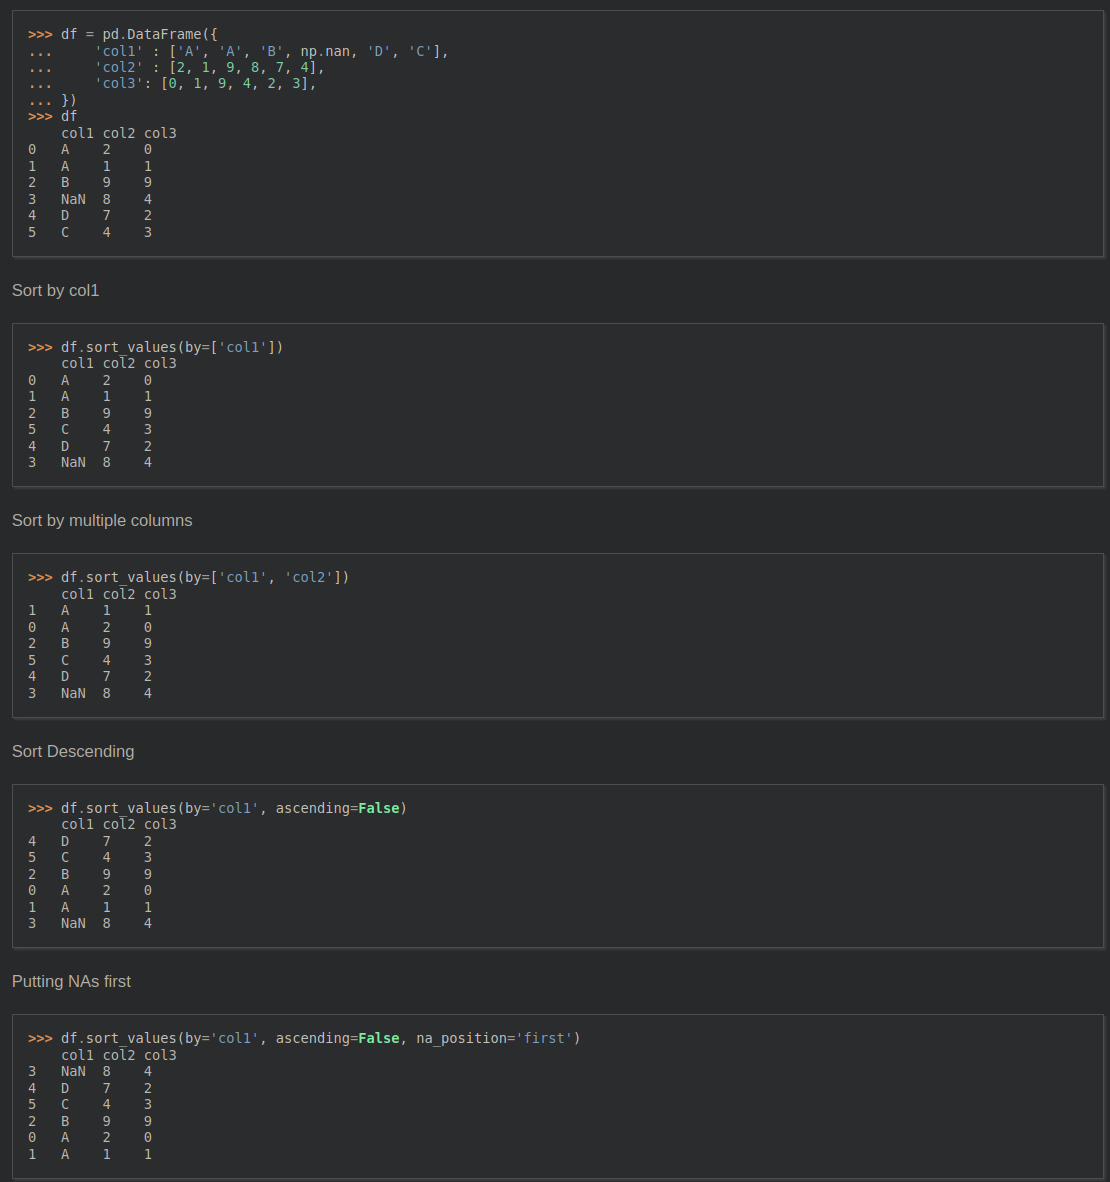 >>> df = pd.DataFrame({
...     'col1' : ['A', 'A', 'B', np.nan, 'D', 'C'],
...     'col2' : [2, 1, 9, 8, 7, 4],
...     'col3': [0, 1, 9, 4, 2, 3],
... })
>>> df
    col1 col2 col3
0   A    2    0
1   A    1    1
2   B    9    9
3   NaN  8    4
4   D    7    2
5   C    4    3
Sort by col1
>>> df.sort_values(by=['col1'])
    col1 col2 col3
0   A    2    0
1   A    1    1
2   B    9    9
5   C    4    3
4   D    7    2
3   NaN  8    4
Sort by multiple columns
>>> df.sort_values(by=['col1', 'col2'])
    col1 col2 col3
1   A    1    1
0   A    2    0
2   B    9    9
5   C    4    3
4   D    7    2
3   NaN  8    4
Sort Descending
>>> df.sort_values(by='col1', ascending=False)
    col1 col2 col3
4   D    7    2
5   C    4    3
2   B    9    9
0   A    2    0
1   A    1    1
3   NaN  8    4
Putting NAs first
>>> df.sort_values(by='col1', ascending=False, na_position='first')
    col1 col2 col3
3   NaN  8    4
4   D    7    2
5   C    4    3
2   B    9    9
0   A    2    0
1   A    1    1